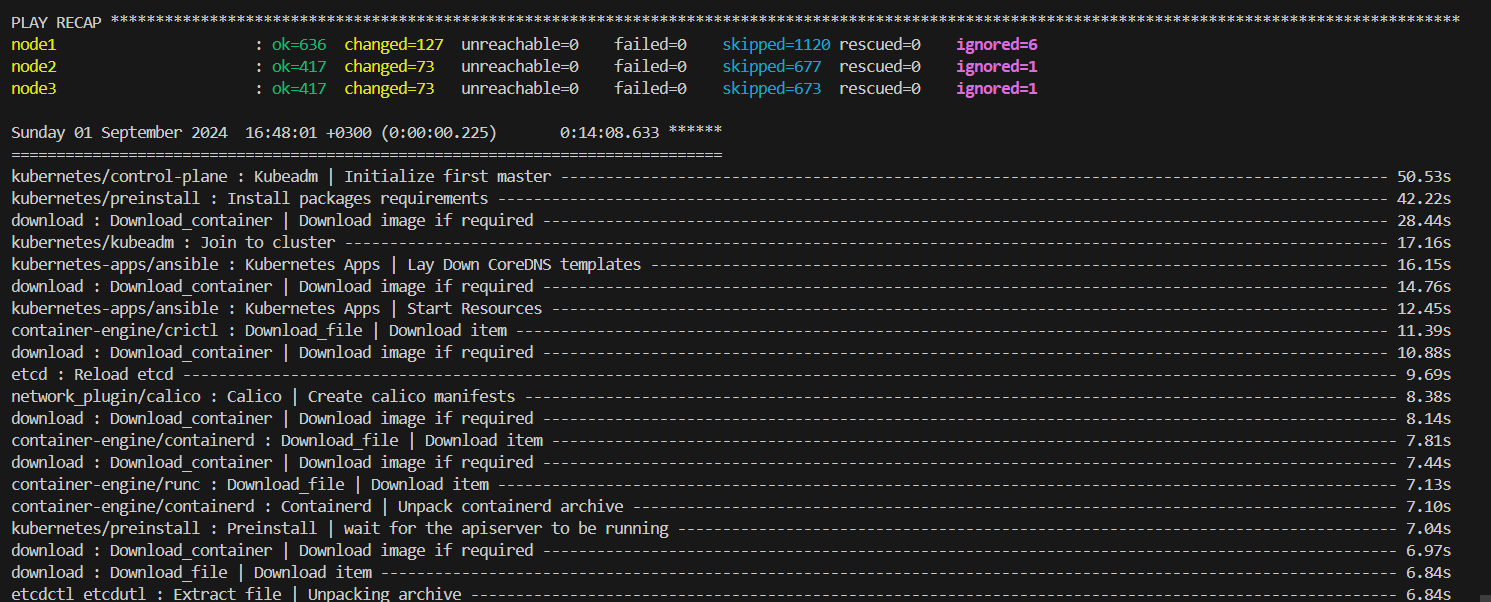 PLAY RECAP ******************************************************************************************************************************************************
node1 : ok=636 changed=127 unreachable=0 failed=0 skipped=1120 rescued=0 ignored=6
node2 : ok=417 changed=73 unreachable=0 failed=0 skipped=677 rescued=0 ignored=1
node3 : ok=417 changed=73 unreachable=0 failed=0 skipped=673 rescued=0 ignored=1
Sunday 01 September 2024 16:48:01 +0300 (0:00:00.225) 0:14:08.633 ******
===============================================================================
kubernetes/control-plane : Kubeadm | Initialize first master -------------------------------------------------------------------------------------------- 50.53s
kubernetes/preinstall : Install packages requirements --------------------------------------------------------------------------------------------------- 42.22s
download : Download_container | Download image if required ---------------------------------------------------------------------------------------------- 28.44s
kubernetes/kubeadm : Join to cluster -------------------------------------------------------------------------------------------------------------------- 17.16s
kubernetes-apps/ansible : Kubernetes Apps | Lay Down CoreDNS templates ---------------------------------------------------------------------------------- 16.15s
download : Download_container | Download image if required ---------------------------------------------------------------------------------------------- 14.76s
kubernetes-apps/ansible : Kubernetes Apps | Start Resources --------------------------------------------------------------------------------------------- 12.45s
container-engine/crictl : Download_file | Download item ------------------------------------------------------------------------------------------------- 11.39s
download : Download_container | Download image if required ---------------------------------------------------------------------------------------------- 10.88s
etcd : Reload etcd --------------------------------------------------------------------------------------------------------------------------------------- 9.69s
network_plugin/calico : Calico | Create calico manifests ------------------------------------------------------------------------------------------------- 8.38s
download : Download_container | Download image if required ----------------------------------------------------------------------------------------------- 8.14s
container-engine/containerd : Download_file | Download item ---------------------------------------------------------------------------------------------- 7.81s
download : Download_container | Download image if required ----------------------------------------------------------------------------------------------- 7.44s
container-engine/runc : Download_file | Download item ---------------------------------------------------------------------------------------------------- 7.13s
container-engine/containerd : Containerd | Unpack containerd archive ------------------------------------------------------------------------------------- 7.10s
kubernetes/preinstall : Preinstall | wait for the apiserver to be running -------------------------------------------------------------------------------- 7.04s
download : Download_container | Download image if required ----------------------------------------------------------------------------------------------- 6.97s
download : Download_file | Download item ----------------------------------------------------------------------------------------------------------------- 6.84s
etcdctl_etcdutl : Extract_file | Unpacking archive ------------------------------------------------------------------------------------------------------- 6.84s